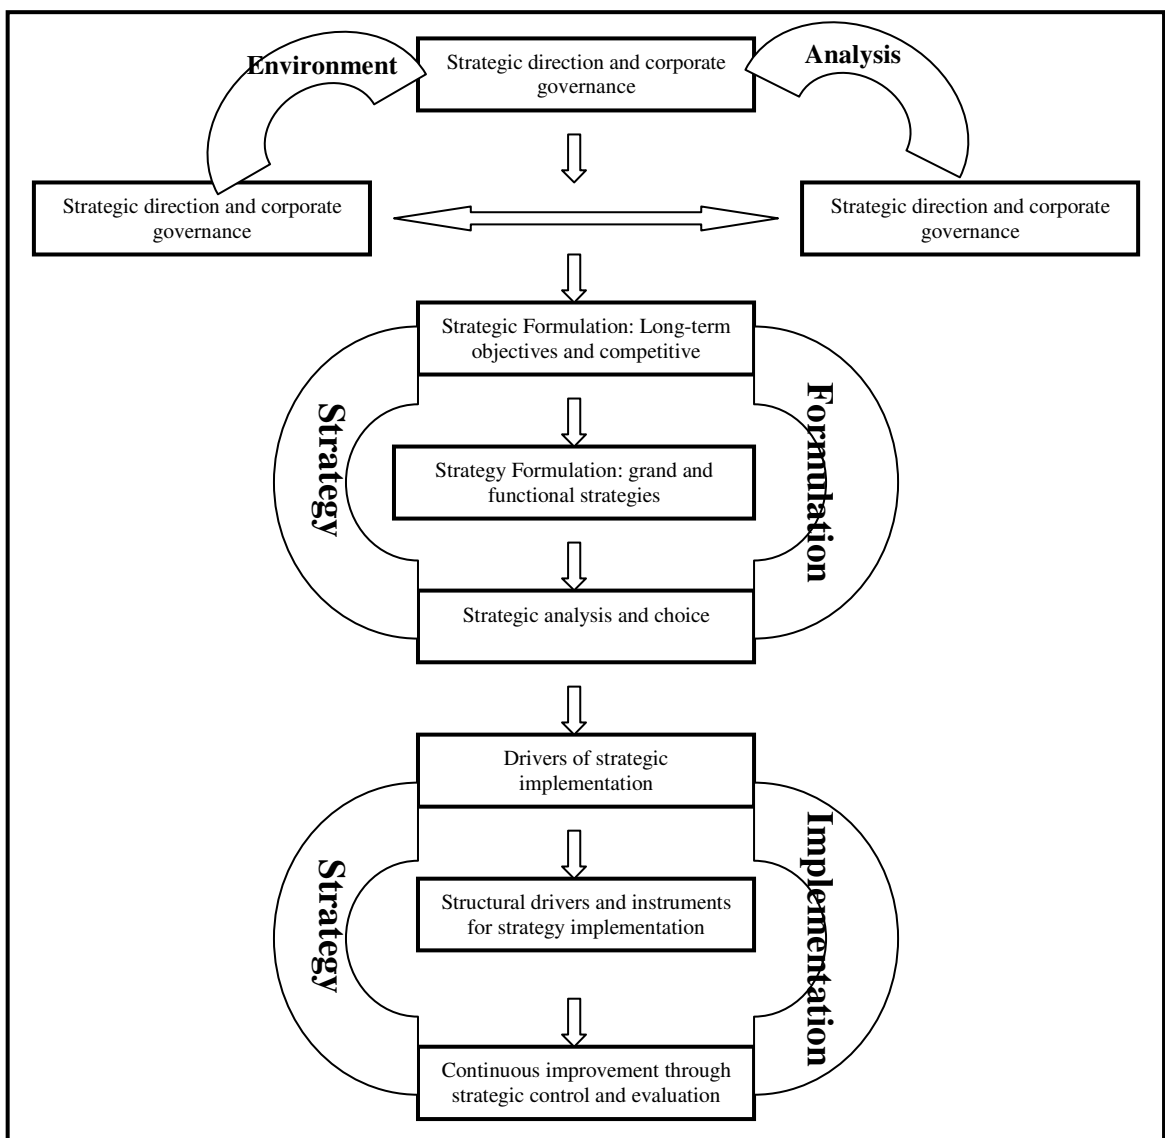 Environment
Strategic direction and corporate
governance
Analysis
Strategic direction and corporate
governance
Strategic direction and corporate
governance
Strategic Formulation: Long-term
objectives and competitive
Strategy
Formulation
Strategy Formulation: grand and
functional strategies
Strategic analysis and choice
Drivers of strategic
implementation
Strategy
Implementation
Structural drivers and instruments
for strategy implementation
Continuous improvement through
strategic control and evaluation